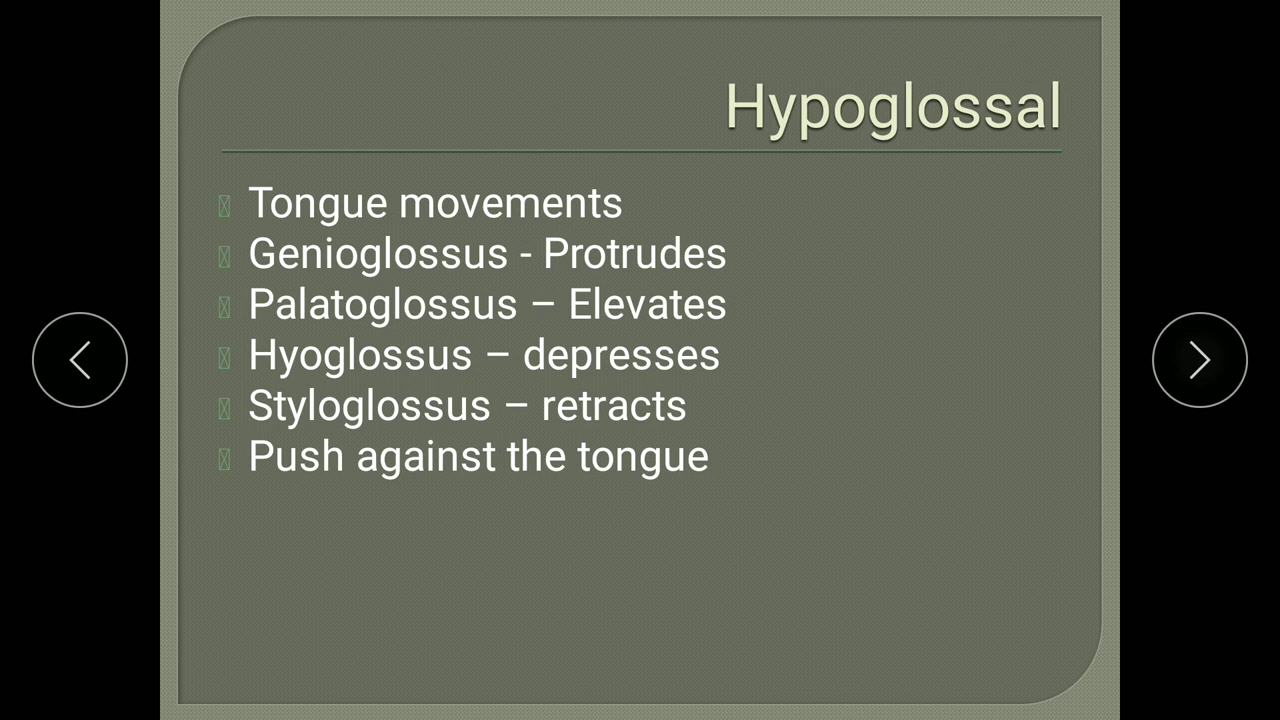 Hypoglossal
Tongue movements
Genioglossus - Protrudes
Palatoglossus – Elevates
Hyoglossus – depresses
Styloglossus – retracts
Push against the tongue